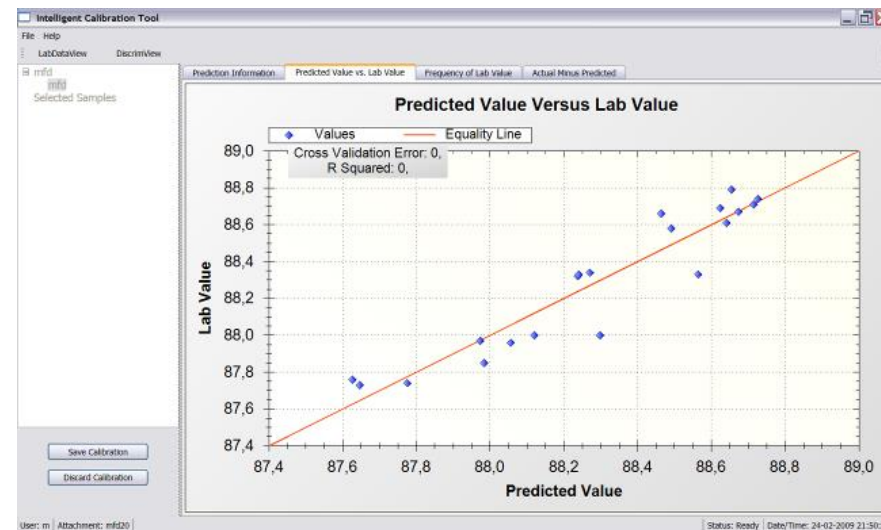 Intelligent Calibration Tool
File Help
LabDataView DiscrimView
mfd
mfd
Selected Samples
Prediction Information Predicted Value vs. Lab Value Frequency of Lab Value Actual Minus Predicted
Predicted Value Versus Lab Value
Values Equality Line
Cross Validation Error: 0,
R Squared: 0,
89,0
88,8
88,6
88,4
88,2
88,0
87,8
87,6
87,4
Lab Value
87,4 87,6 87,8 88,0 88,2 88,4 88,6 88,8 89,0
Predicted Value
Save Calibration
Discard Calibration
User: m Attachment: mfd20 Status: Ready Date/Time: 24-02-2009 21:50: